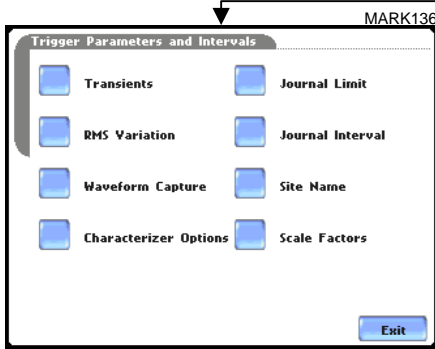 MARK136
Trigger Parameters and Intervals
Transients
Journal Limit
RMS Variation
Journal Interval
Waveform Capture
Site Name
Characterizer Options
Scale Factors
Exit